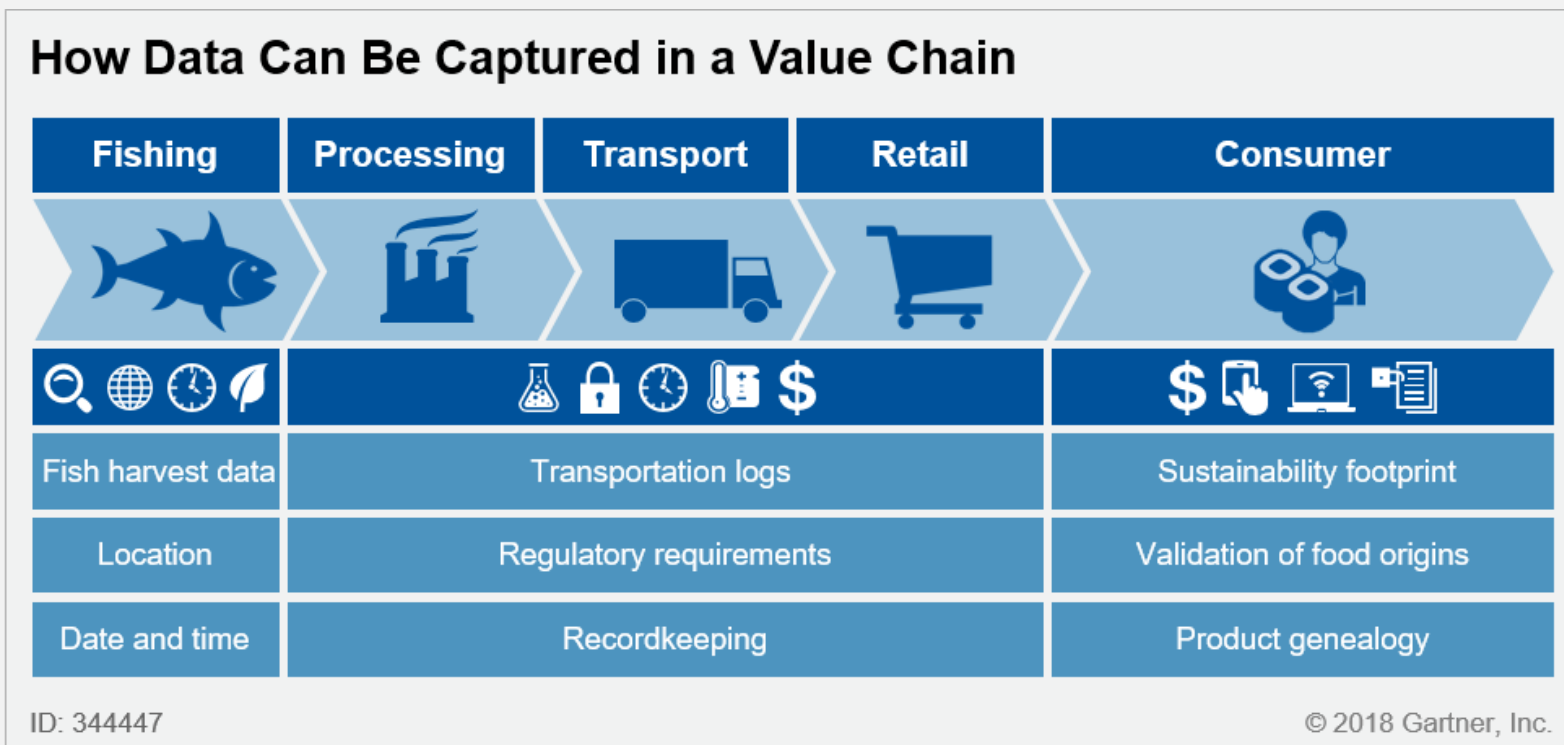 How Data Can Be Captured in a Value Chain
Fishing Processing Transport Retail Consumer
$ $
Fish harvest data Transportation logs Sustainability footprint
Location Regulatory requirements Validation of food origins
Date and time Recordkeeping Product genealogy
ID: 344447 © 2018 Gartner, Inc.